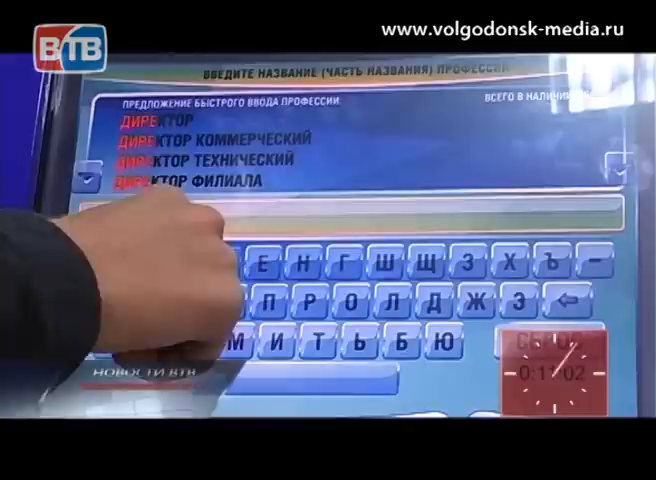 ВТВ
www.volgodonsk-media.ru
ВВЕДИТЕ НАЗВАНИЕ (ЧАСТЬ НАЗВАНИЯ) ПРОФЕССИИ
ПРЕДЛОЖЕНИЕ БЫСТРОГО ВВОДА ПРОФЕССИИ
ВСЕГО В НАЛИЧИИ
ДИРЕКТОР
ДИРЕКТОР КОММЕРЧЕСКИЙ
ДИРЕКТОР ТЕХНИЧЕСКИЙ
ДИРЕКТОР ФИЛИАЛА
Е Н Г Ш Щ З Х Ъ –
П Р О Л Д Ж Э ⇦
М И Т Ь Б Ю
НОВОСТИ ВТВ
0:11:02